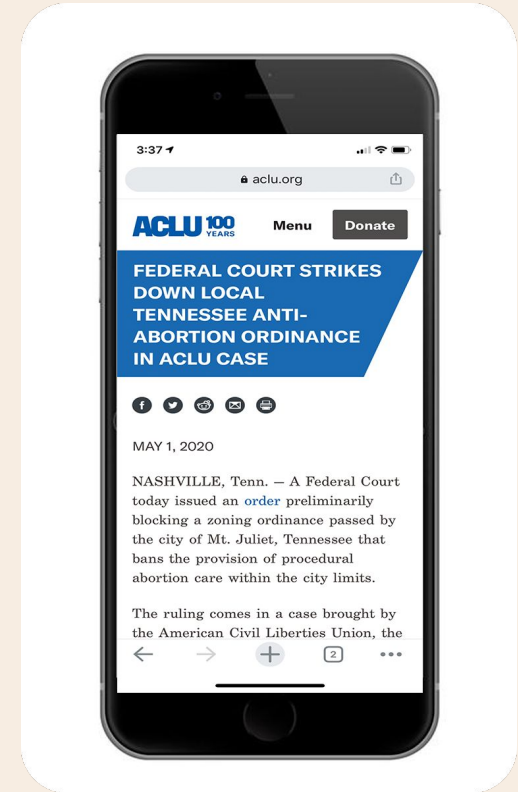 3:37
aclu.org
ACLU 100 YEARS
Menu
Donate
FEDERAL COURT STRIKES
DOWN LOCAL
TENNESSEE ANTI-
ABORTION ORDINANCE
IN ACLU CASE
MAY 1, 2020
NASHVILLE, Tenn. — A Federal Court
today issued an order preliminarily
blocking a zoning ordinance passed by
the city of Mt. Juliet, Tennessee that
bans the provision of procedural
abortion care within the city limits.
The ruling comes in a case brought by
the American Civil Liberties Union, the
2